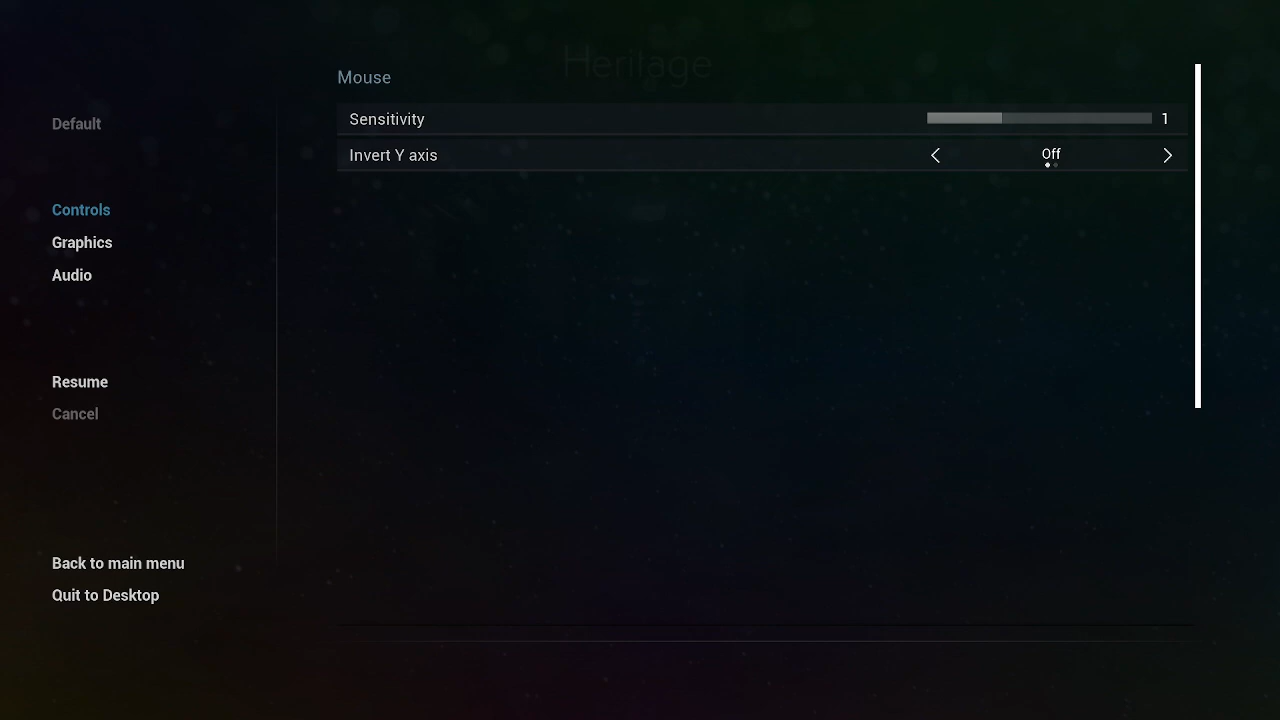 Heritage
Mouse
Default
Sensitivity 1
Invert Y axis Off
Controls
Graphics
Audio
Resume
Cancel
Back to main menu
Quit to Desktop